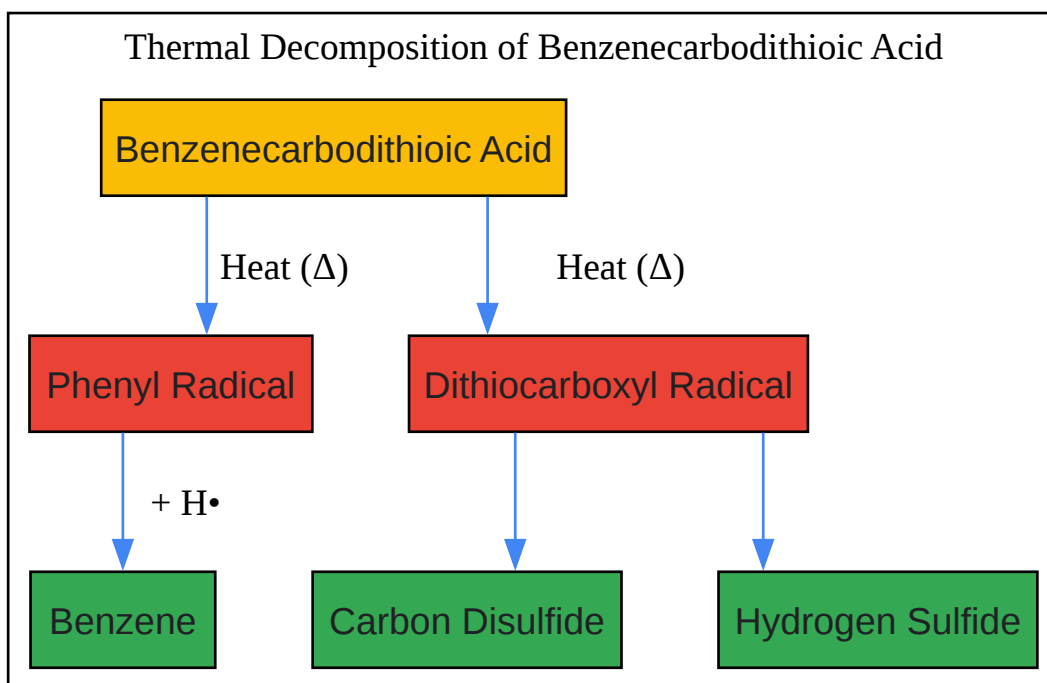 Thermal Decomposition of Benzenecarbodithioic Acid
Benzenecarbodithioic Acid
Heat (Δ)
Heat (Δ)
Phenyl Radical
Dithiocarboxyl Radical
+ H•
Benzene
Carbon Disulfide
Hydrogen Sulfide